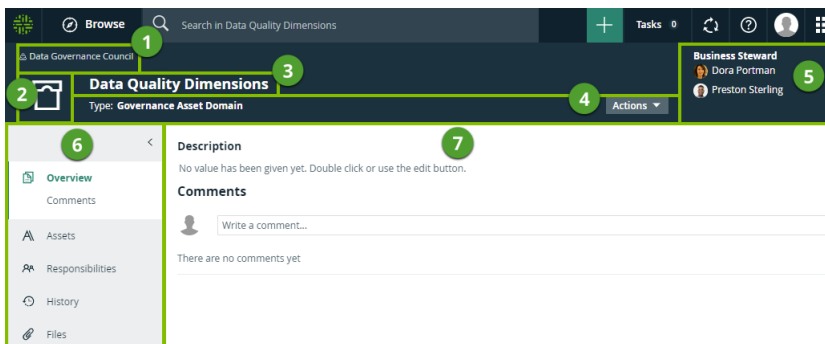 Browse
Search in Data Quality Dimensions
Tasks 0
1
Data Governance Council
2
Data Quality Dimensions
3
Type: Governance Asset Domain
4
Actions
Business Steward
Dora Portman
Preston Sterling
5
6
Overview
Comments
Assets
Responsibilities
History
Files
7
Description
No value has been given yet. Double click or use the edit button.
Comments
Write a comment...
There are no comments yet